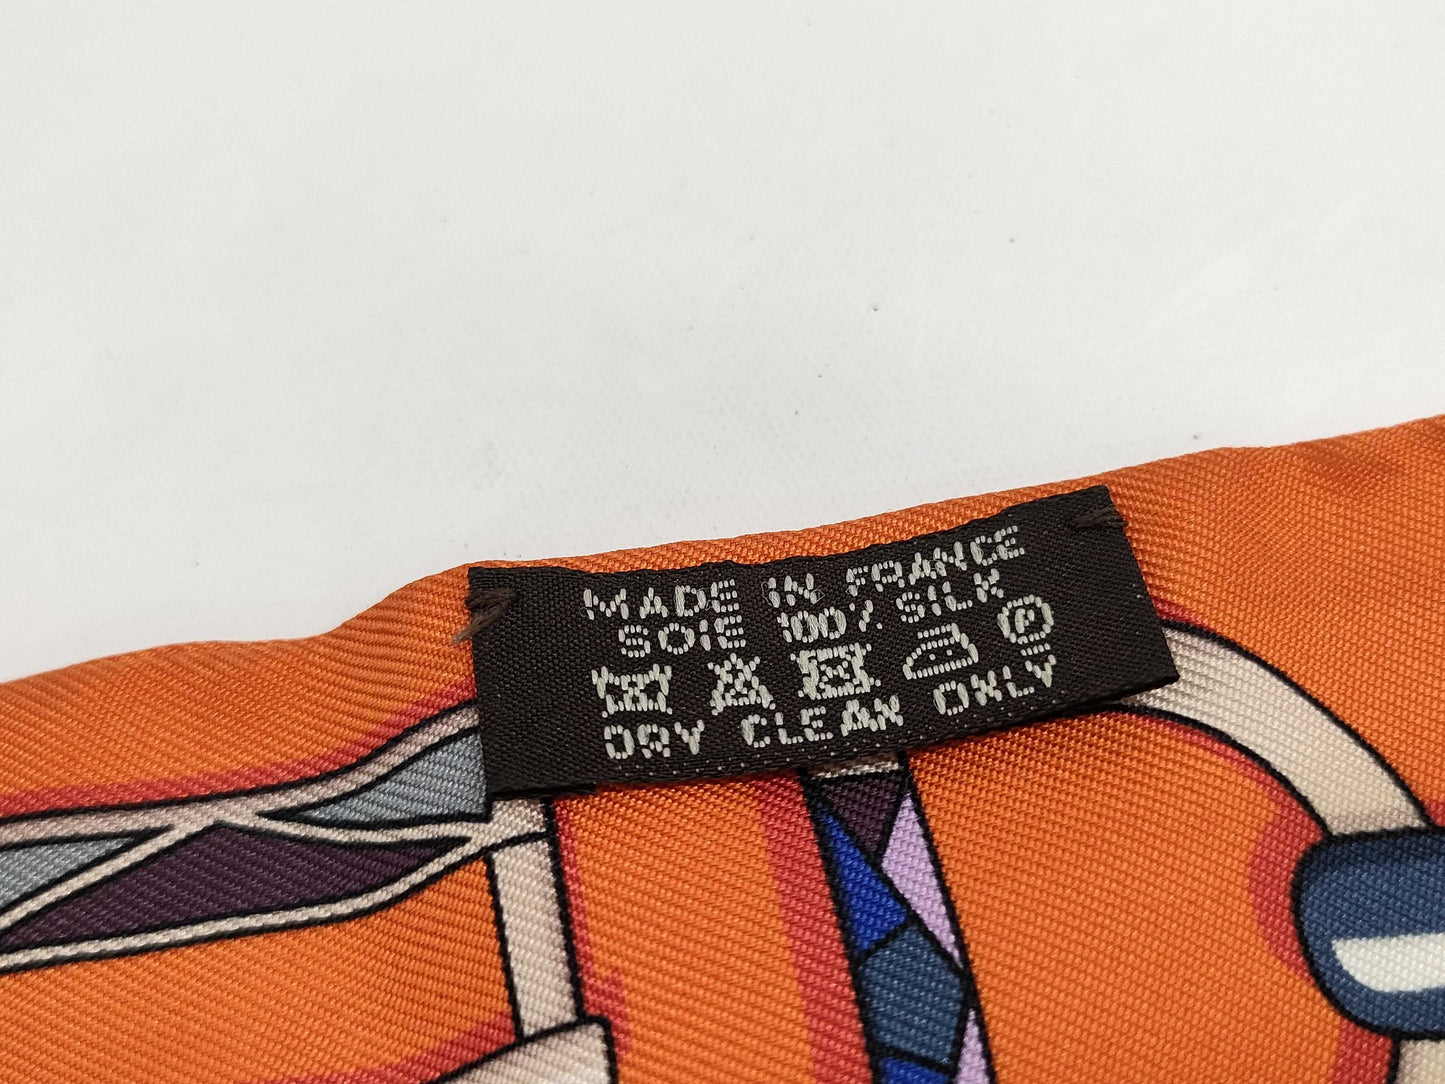 MADE IN FRANCE
SOIE 100% SILK
P
DRY CLEAN ONLY